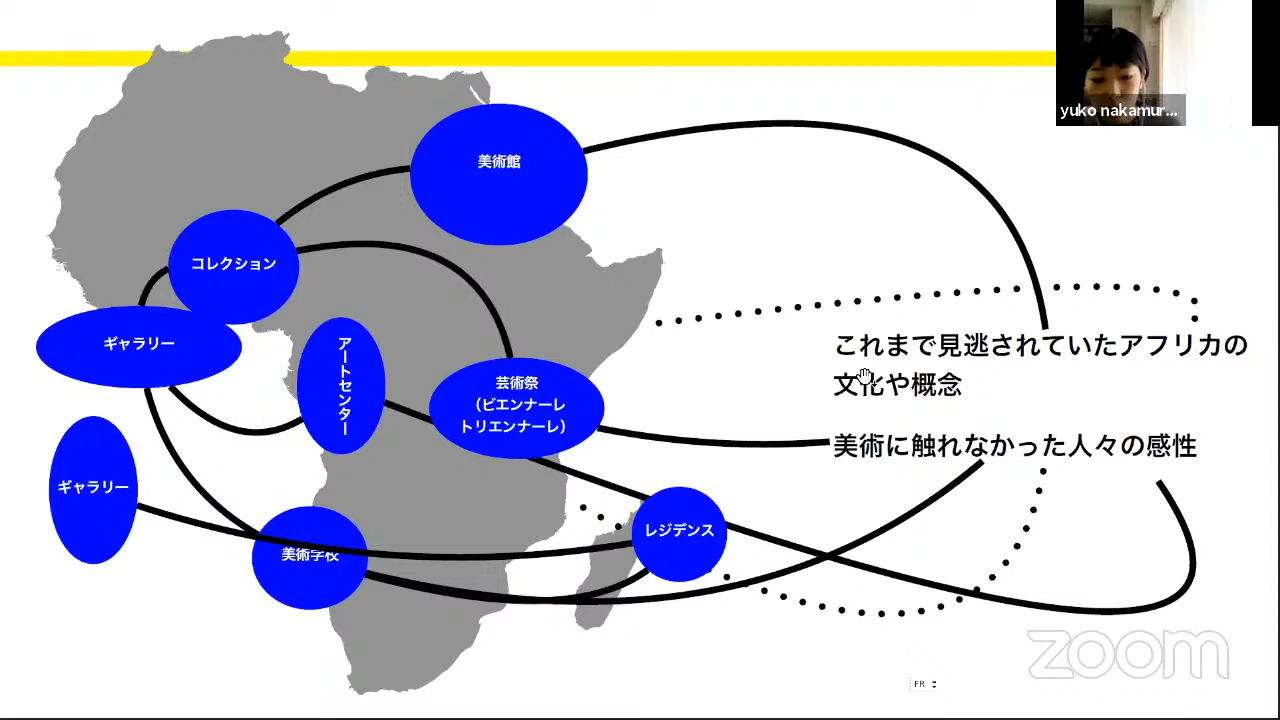 yuko nakamur...
美術館
コレクション
ギャラリー
アートセンター
芸術祭
（ビエンナーレ
トリエンナーレ）
これまで見逃されていたアフリカの
文化や概念
美術に触れなかった人々の感性
ギャラリー
レジデンス
美術学校
zoom
FR